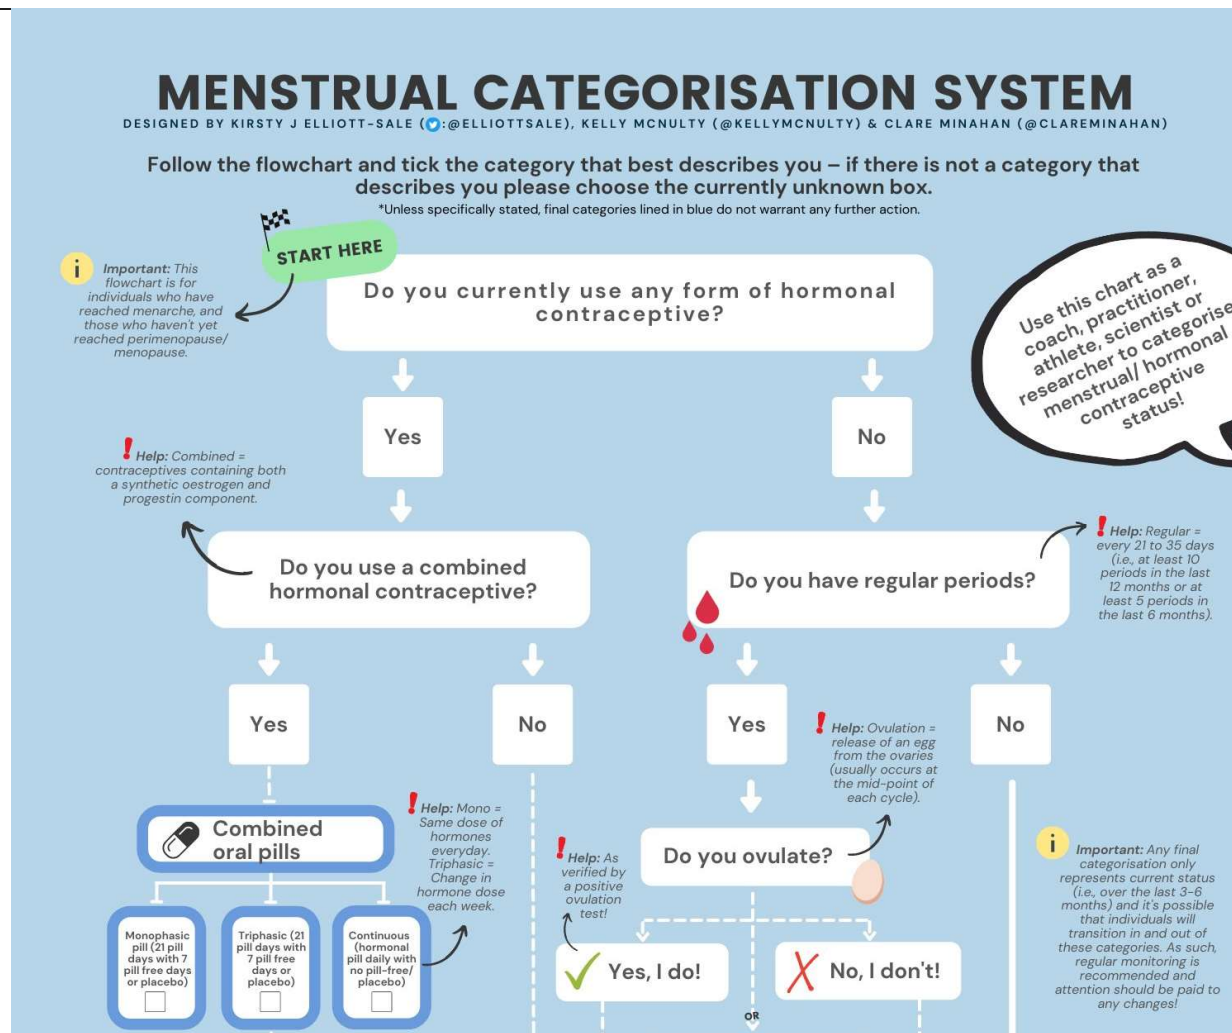 MENSTRUAL CATEGORISATION SYSTEM
DESIGNED BY KIRSTY J ELLIOTT-SALE (:@ELLIOTTSALE), KELLY MCNULTY (@KELLYMCNULTY) & CLARE MINAHAN (@CLAREMINAHAN)
Follow the flowchart and tick the category that best describes you – if there is not a category that
describes you please choose the currently unknown box.
*Unless specifically stated, final categories lined in blue do not warrant any further action.
START HERE
i
Important: This
flowchart is for
individuals who have
reached menarche, and
those who haven't yet
reached perimenopause/
menopause.
Do you currently use any form of hormonal
contraceptive?
Use this chart as a
coach, practitioner,
athlete, scientist or
researcher to categorise
menstrual/ hormonal
contraceptive
status!
Yes
No
! Help: Combined =
contraceptives containing both
a synthetic oestrogen and
progestin component.
Do you use a combined
hormonal contraceptive?
Do you have regular periods?
! Help: Regular =
every 21 to 35 days
(i.e., at least 10
periods in the last
12 months or at
least 5 periods in
the last 6 months).
Yes
No
Yes
No
! Help: Ovulation =
release of an egg
from the ovaries
(usually occurs at
the mid-point of
each cycle).
Combined
oral pills
! Help: Mono =
Same dose of
hormones
everyday.
Triphasic =
Change in
hormone dose
each week.
! Help: As
verified by
a positive
ovulation
test!
Do you ovulate?
i
Important: Any final
categorisation only
represents current status
(i.e., over the last 3-6
months) and it's possible
that individuals will
transition in and out of
these categories. As such,
regular monitoring is
recommended and
attention should be paid to
any changes!
Monophasic
pill (21 pill
days with 7
pill free days
or placebo)
Triphasic (21
pill days with
7 pill free
days or
placebo)
Continuous
(hormonal
pill daily with
no pill-free/
placebo)
Yes, I do!
No, I don't!
OR